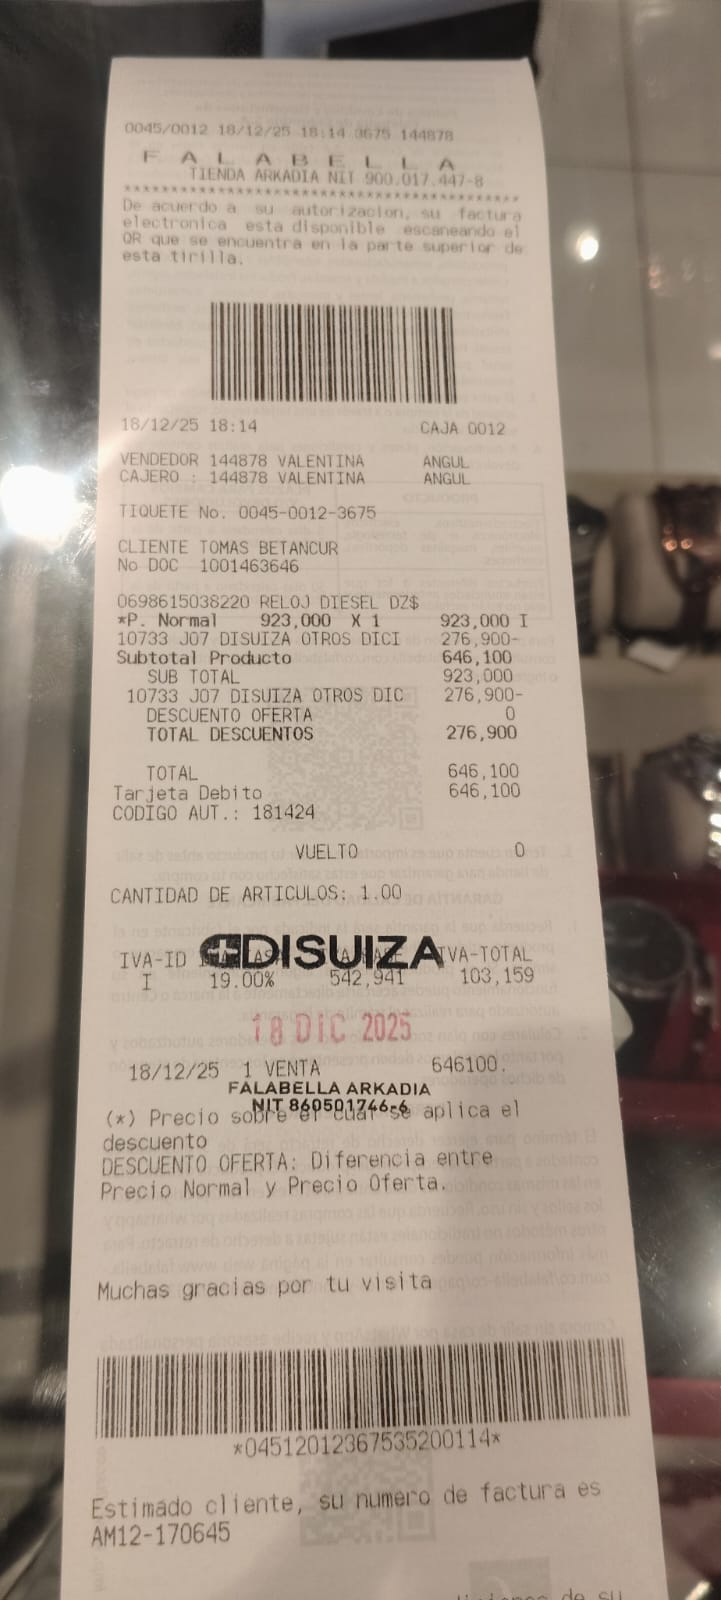 0045/0012 18/12/25 18:14 3675 144878
FALABELLA
TIENDA ARKADIA NIT 900.017.447-8
****************************************
De acuerdo a su autorizacion, su factura
electronica esta disponible escaneando el
QR que se encuentra en la parte superior de
esta tirilla.
18/12/25 18:14 CAJA 0012
VENDEDOR 144878 VALENTINA ANGUL
CAJERO : 144878 VALENTINA ANGUL
TIQUETE No. 0045-0012-3675
CLIENTE TOMAS BETANCUR
No DOC 1001463646
0698615038220 RELOJ DIESEL DZ$
*P. Normal 923,000 X 1 923,000 I
10733 J07 DISUIZA OTROS DICI 276,900-
Subtotal Producto 646,100
SUB TOTAL 923,000
10733 J07 DISUIZA OTROS DIC 276,900-
DESCUENTO OFERTA 0
TOTAL DESCUENTOS 276,900
TOTAL 646,100
Tarjeta Debito 646,100
CODIGO AUT.: 181424
VUELTO 0
CANTIDAD DE ARTICULOS: 1.00
IVA-ID DISUIZA IVA-TOTAL
I 19.00% 542,941 103,159
18 DIC 2025
18/12/25 1 VENTA 646100.
FALABELLA ARKADIA
NIT 860501746-6
(*) Precio sobre el cual se aplica el
descuento
DESCUENTO OFERTA: Diferencia entre
Precio Normal y Precio Oferta.
Muchas gracias por tu visita
*04512012367535200114*
Estimado cliente, su numero de factura es
AM12-170645
de su